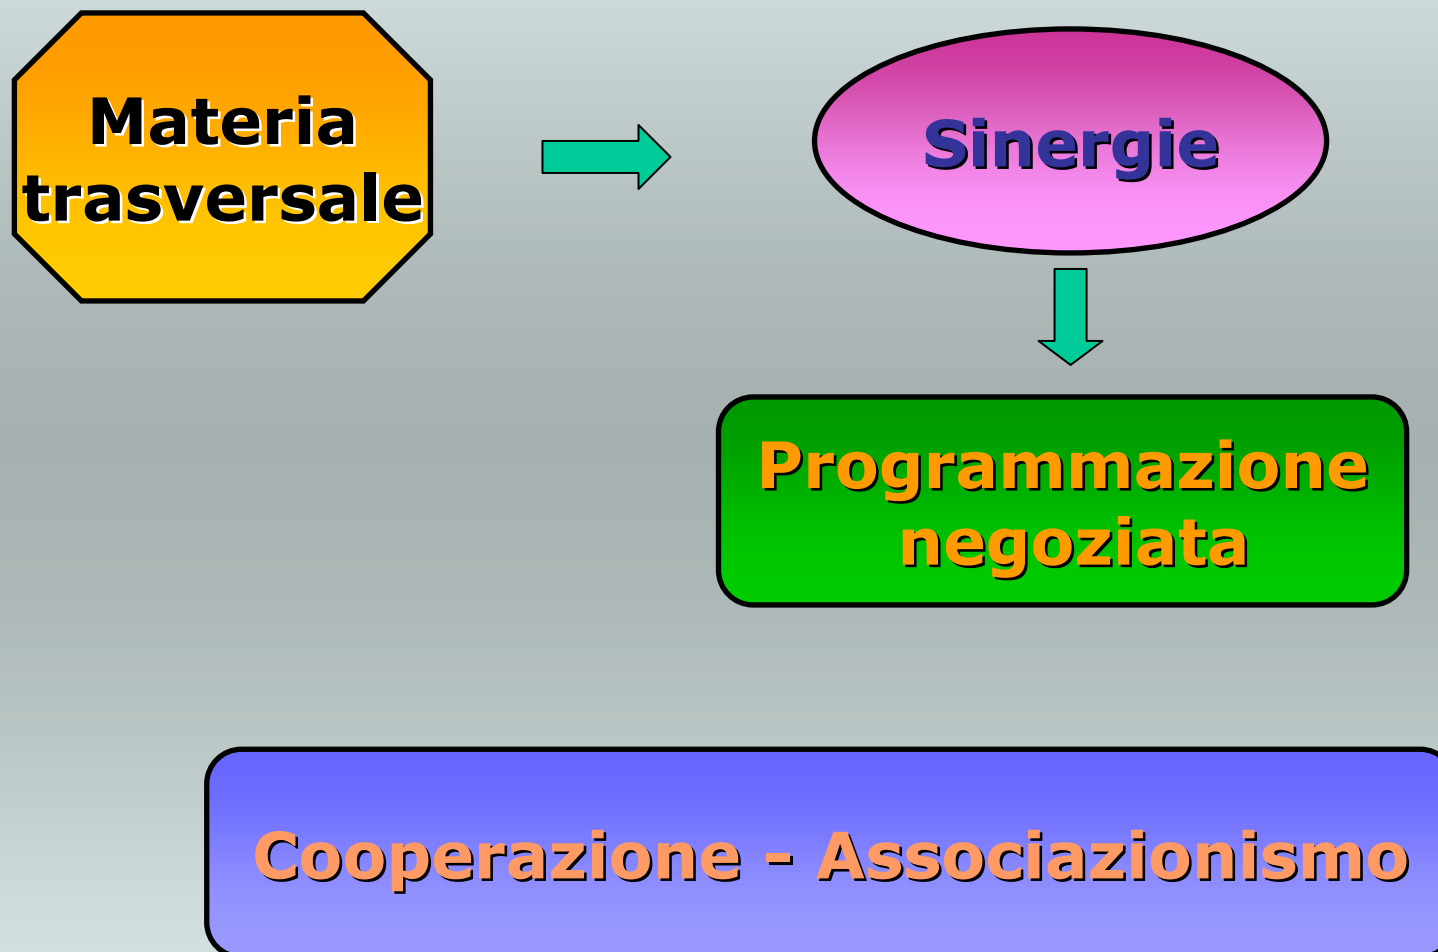 Materia
trasversale
Sinergie
Programmazione
negoziata
Cooperazione – Associazionismo